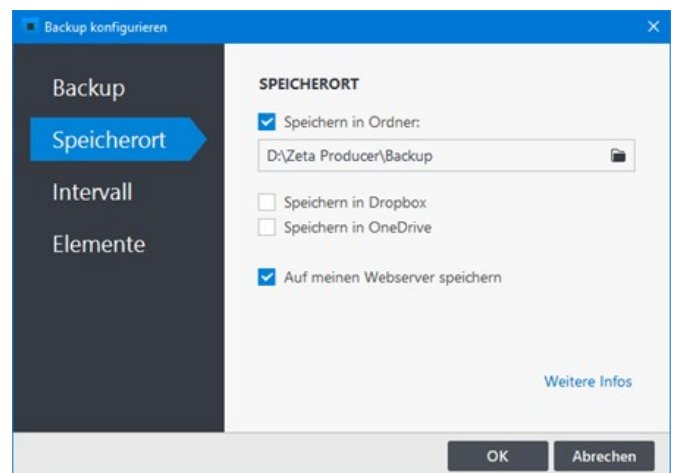 Backup konfigurieren
Backup
Speicherort
Intervall
Elemente
SPEICHERORT
Speichern in Ordner:
D:\Zeta Producer\Backup
Speichern in Dropbox
Speichern in OneDrive
Auf meinen Webserver speichern
Weitere Infos
OK
Abrechen